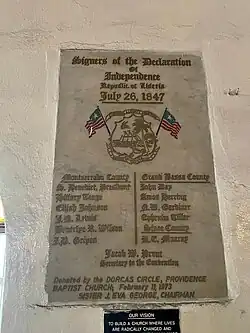 Signers of the Declaration
Of
Independence
Republic of Liberia
July 26, 1847
Montserrado County
S. Benedict, President
Hillary Teage
Elijah Johnson
J.N. Lewis
Beverley R. Wilson
J.B. Gripon
Grand Bassa County
John Day
Amos Herring
A.W. Gardiner
Ephraim Titler
Sinoe County
R.E. Murray
Jacob W. Prout
Secretary to the Convention
Donated by the DORCAS CIRCLE, PROVIDENCE
BAPTIST CHURCH, February 11, 1973
SISTER J. EVA GEORGE, CHAIRMAN
OUR VISION
TO BUILD A CHURCH WHERE LIVES
ARE RADICALLY CHANGED AND